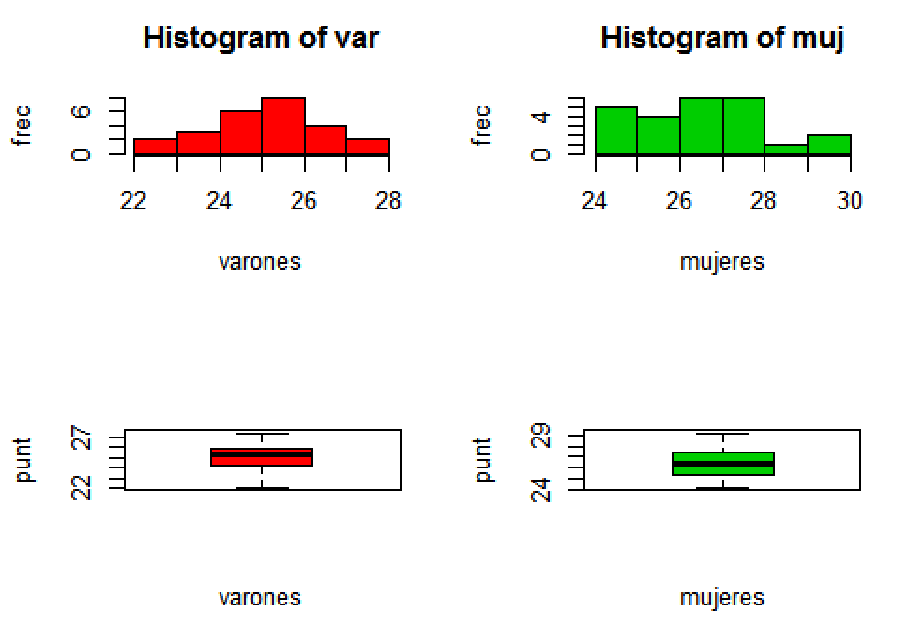 Histogram of var
frec
0 6
22 24 26 28
varones
Histogram of muj
frec
0 4
24 26 28 30
mujeres
punt
22 27
varones
punt
24 29
mujeres